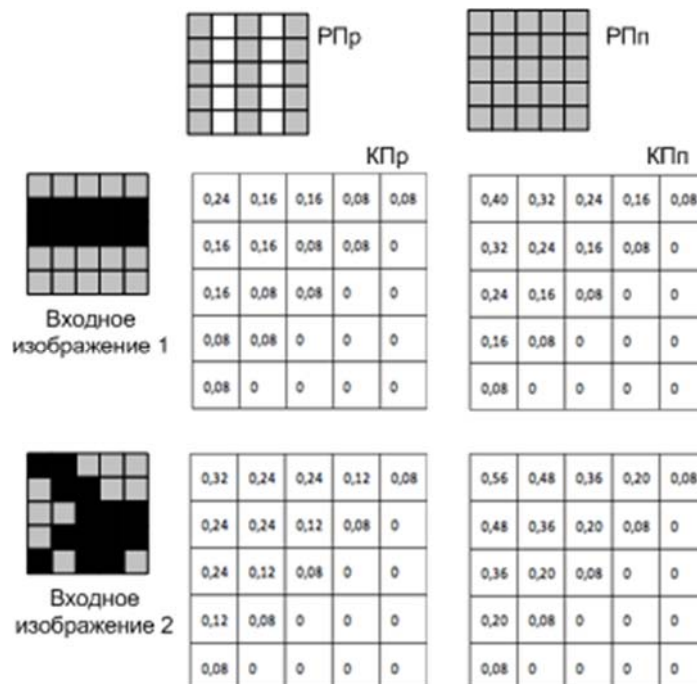 РПр
РПп
КПр
КПп
0,24 0,16 0,16 0,08 0,08
0,16 0,16 0,08 0,08 0
0,16 0,08 0,08 0 0
0,08 0,08 0 0 0
0,08 0 0 0 0
0,40 0,32 0,24 0,16 0,08
0,32 0,24 0,16 0,08 0
0,24 0,16 0,08 0 0
0,16 0,08 0 0 0
0,08 0 0 0 0
Входное
изображение 1
0,32 0,24 0,24 0,12 0,08
0,24 0,24 0,12 0,08 0
0,24 0,12 0,08 0 0
0,12 0,08 0 0 0
0,08 0 0 0 0
0,56 0,48 0,36 0,20 0,08
0,48 0,36 0,20 0,08 0
0,36 0,20 0,08 0 0
0,20 0,08 0 0 0
0,08 0 0 0 0
Входное
изображение 2